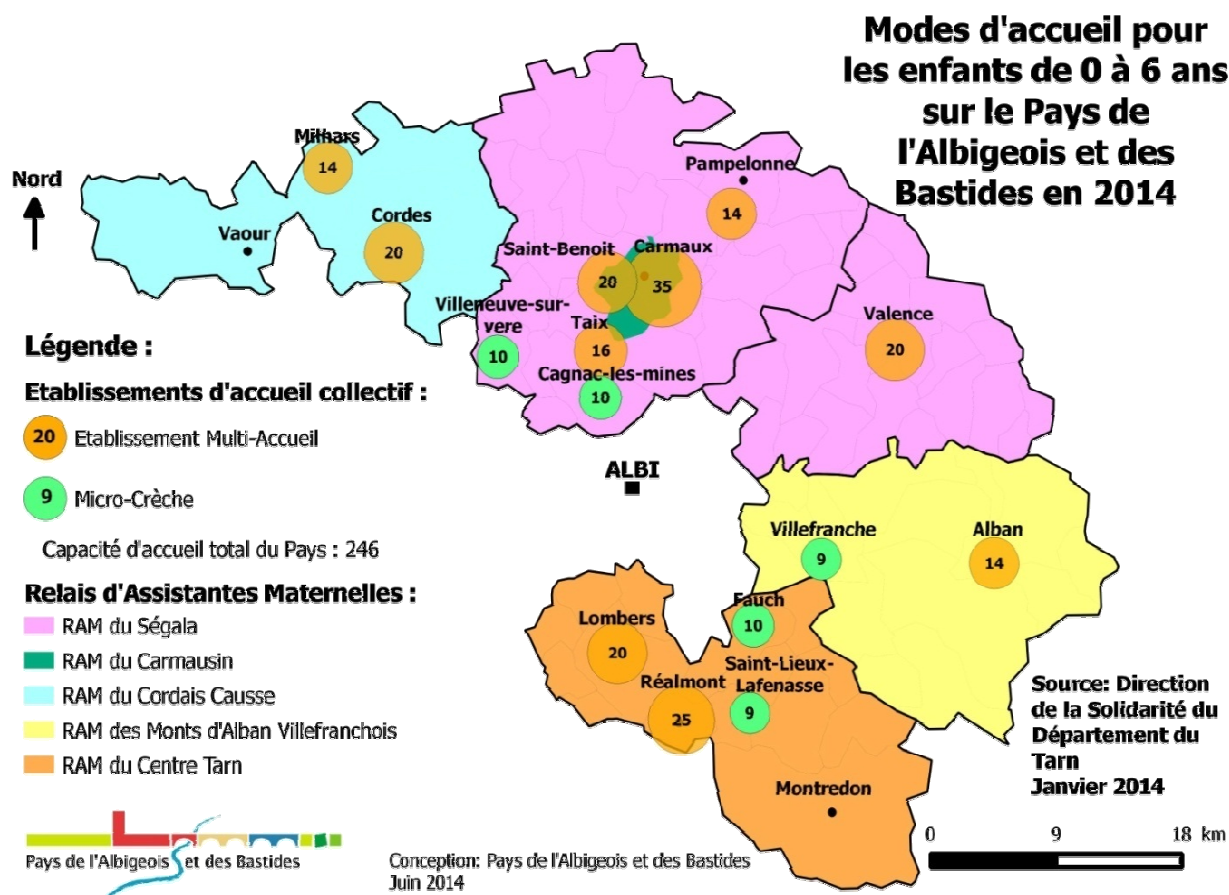 Modes d'accueil pour
les enfants de 0 à 6 ans
sur le Pays de
l'Albigeois et des
Bastides en 2014
Nord
Milhars
14
Pampelonne
14
Cordes
20
Vaour
Saint-Benoit
20
Carmaux
35
Villeneuve-sur-
vere
10
Taix
16
Cagnac-les-mines
10
Valence
20
ALBI
Villefranche
9
Alban
14
Fauch
10
Lombers
20
Saint-Lieux-
Lafenasse
9
Réalmont
25
Montredon
Légende :
Etablissements d'accueil collectif :
20 Etablissement Multi-Accueil
9 Micro-Crèche
Capacité d'accueil total du Pays : 246
Relais d'Assistantes Maternelles :
RAM du Ségala
RAM du Carmausin
RAM du Cordais Causse
RAM des Monts d'Alban Villefranchois
RAM du Centre Tarn
Source: Direction
de la Solidarité du
Département du
Tarn
Janvier 2014
0 9 18 km
Pays de l'Albigeois et des Bastides
Conception: Pays de l'Albigeois et des Bastides
Juin 2014